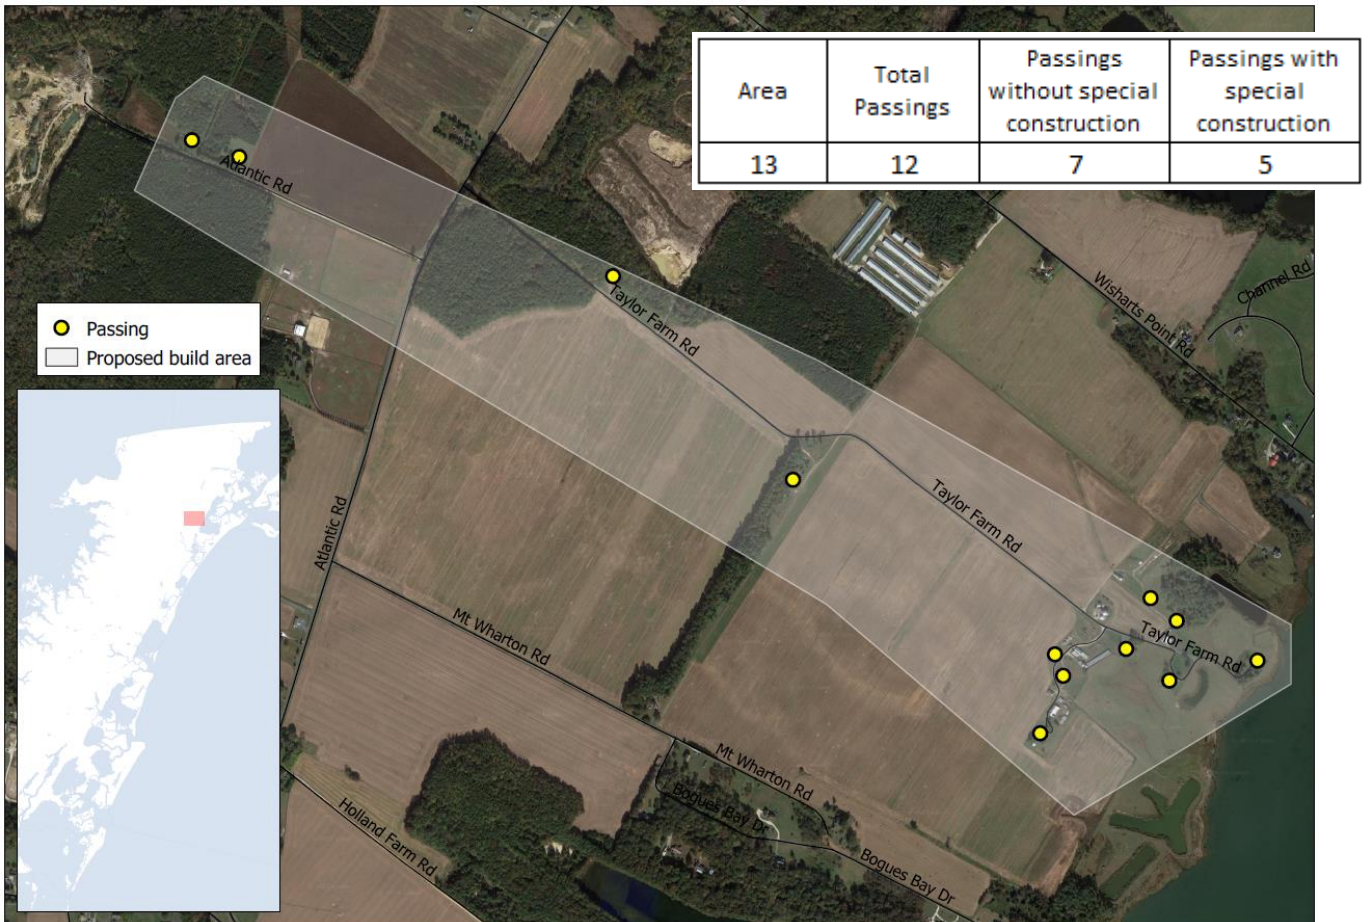 Area
Total
Passings
Passings
without special
construction
Passings with
special
construction
13
12
7
5
Atlantic Rd
Taylor Farm Rd
Wisharts Point Rd
Channel Rd
Passing
Proposed build area
Taylor Farm Rd
Atlantic Rd
Mt Wharton Rd
Taylor Farm Rd
Mt Wharton Rd
Bogues Bay Dr
Holland Farm Rd
Bogues Bay Dr